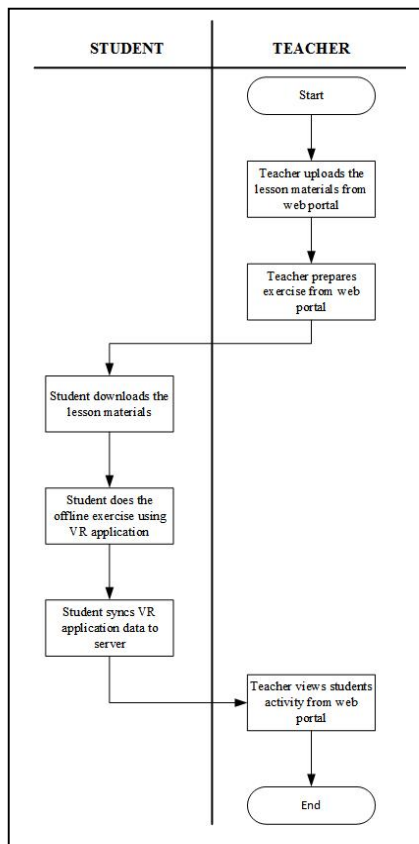 STUDENT
TEACHER
Start
Teacher uploads the
lesson materials from
web portal
Teacher prepares
exercise from web
portal
Student downloads the
lesson materials
Student does the
offline exercise using
VR application
Student syncs VR
application data to
server
Teacher views students
activity from web
portal
End